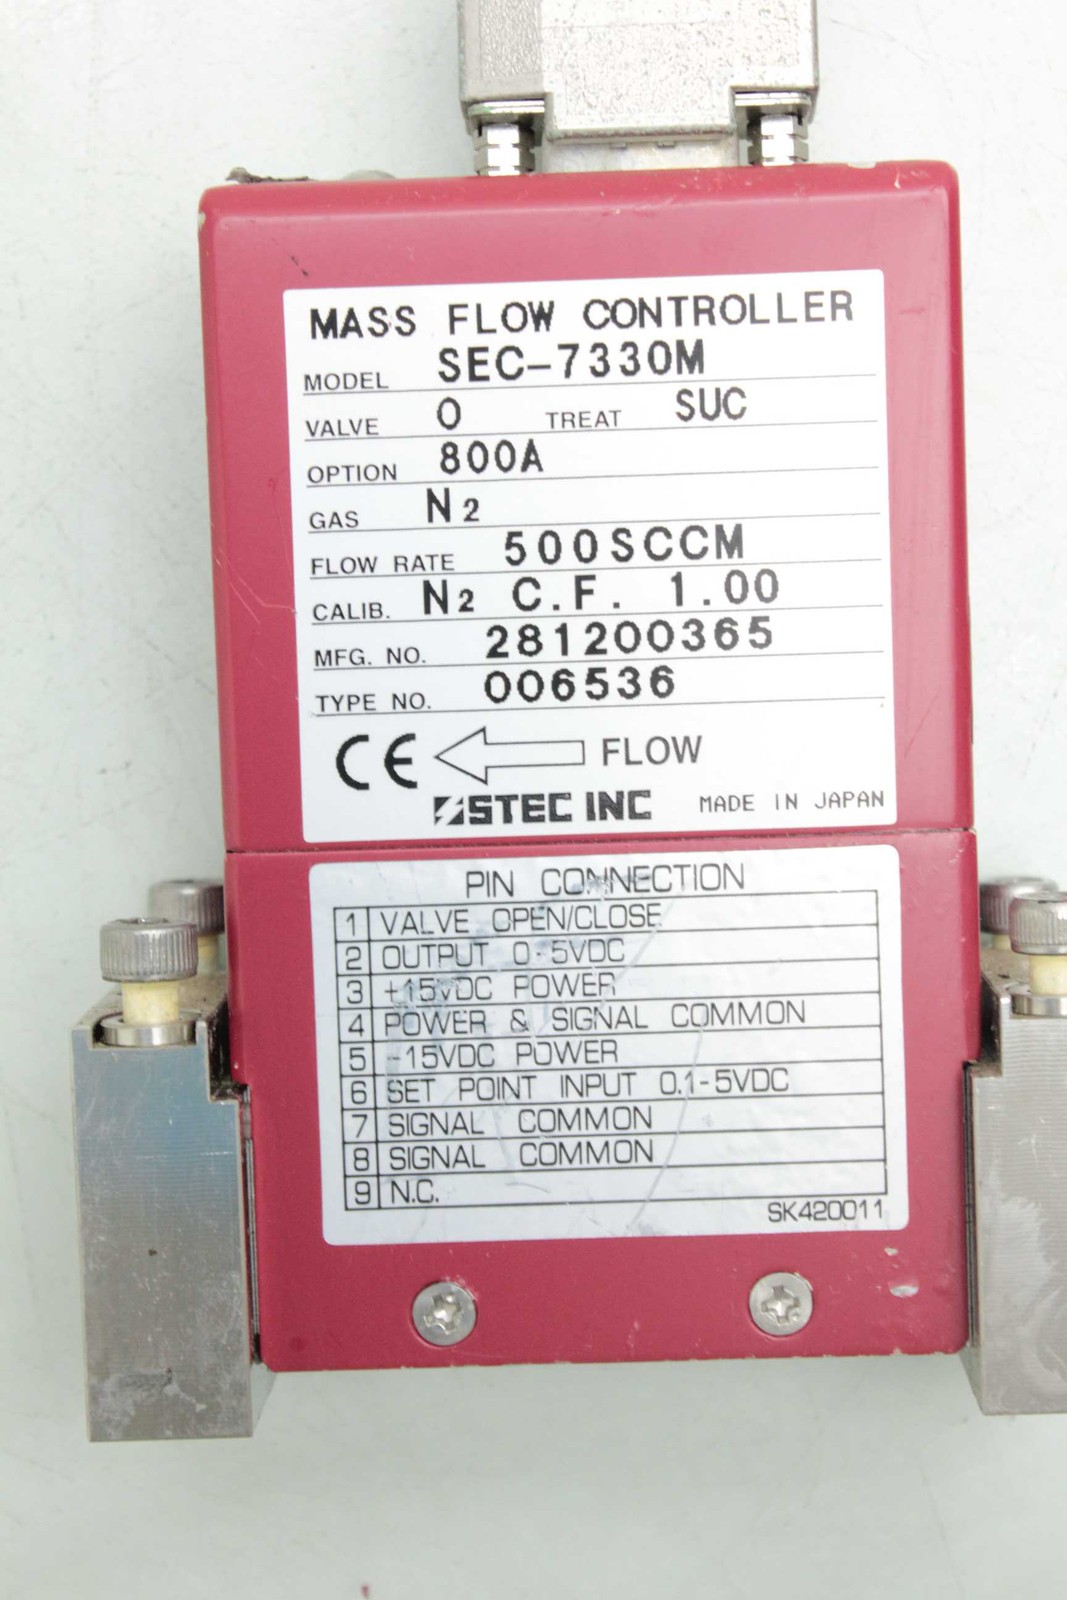 MASS FLOW CONTROLLER
MODEL SEC-7330M
VALVE O TREAT SUC
OPTION 800A
GAS N2
FLOW RATE 500SCCM
CALIB. N2 C.F. 1.00
MFG. NO. 281200365
TYPE NO. 006536
CE FLOW
STEC INC MADE IN JAPAN
PIN CONNECTION
1 VALVE OPEN/CLOSE
2 OUTPUT 0-5VDC
3 +15VDC POWER
4 POWER & SIGNAL COMMON
5 -15VDC POWER
6 SET POINT INPUT 0.1-5VDC
7 SIGNAL COMMON
8 SIGNAL COMMON
9 N.C.
SK420011